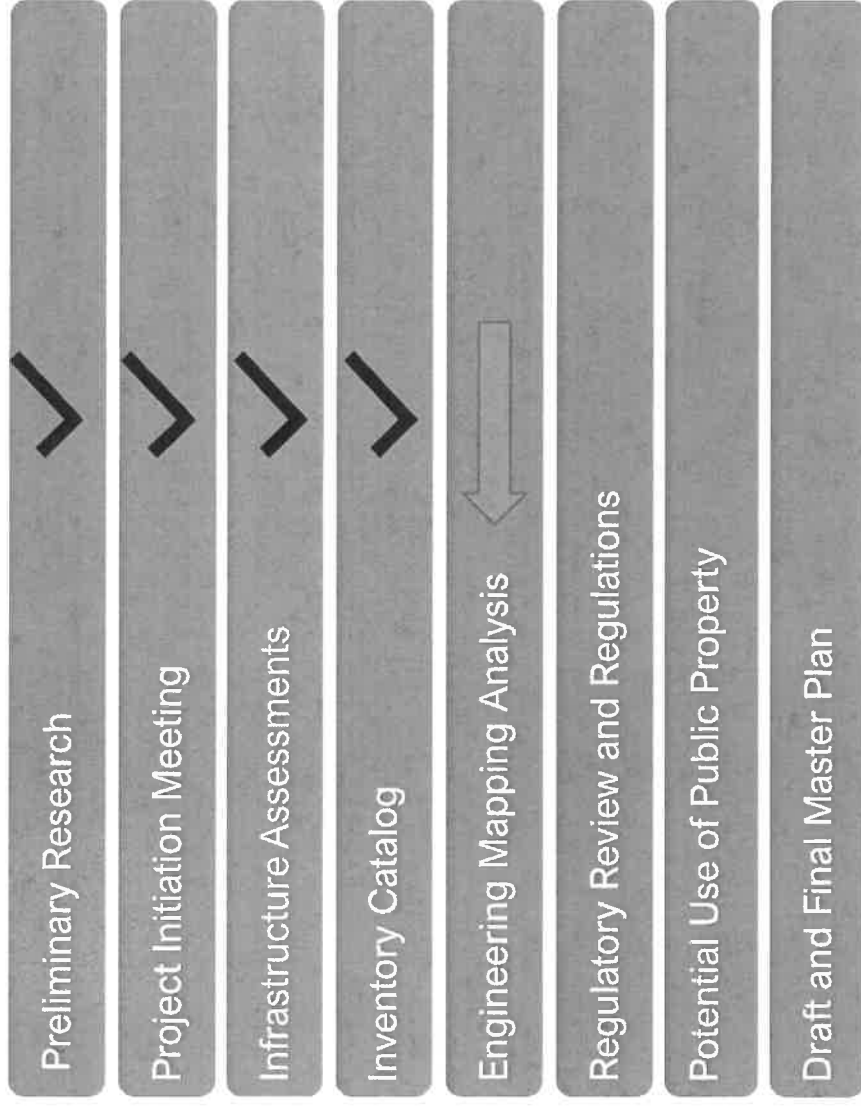 Preliminary Research
Project Initiation Meeting
Infrastructure Assessments
Inventory Catalog
Engineering Mapping Analysis
Regulatory Review and Regulations
Potential Use of Public Property
Draft and Final Master Plan